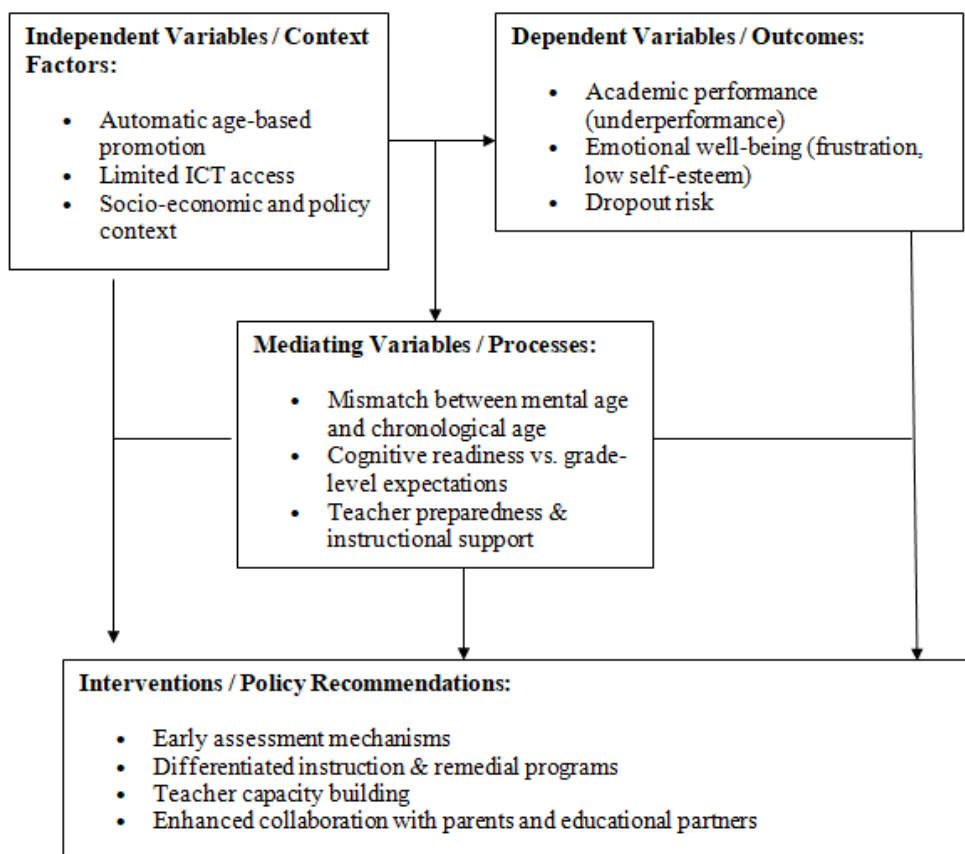 Independent Variables / Context
Factors:
• Automatic age-based
promotion
• Limited ICT access
• Socio-economic and policy
context
Dependent Variables / Outcomes:
• Academic performance
(underperformance)
• Emotional well-being (frustration,
low self-esteem)
• Dropout risk
Mediating Variables / Processes:
• Mismatch between mental age
and chronological age
• Cognitive readiness vs. grade-
level expectations
• Teacher preparedness &
instructional support
Interventions / Policy Recommendations:
• Early assessment mechanisms
• Differentiated instruction & remedial programs
• Teacher capacity building
• Enhanced collaboration with parents and educational partners